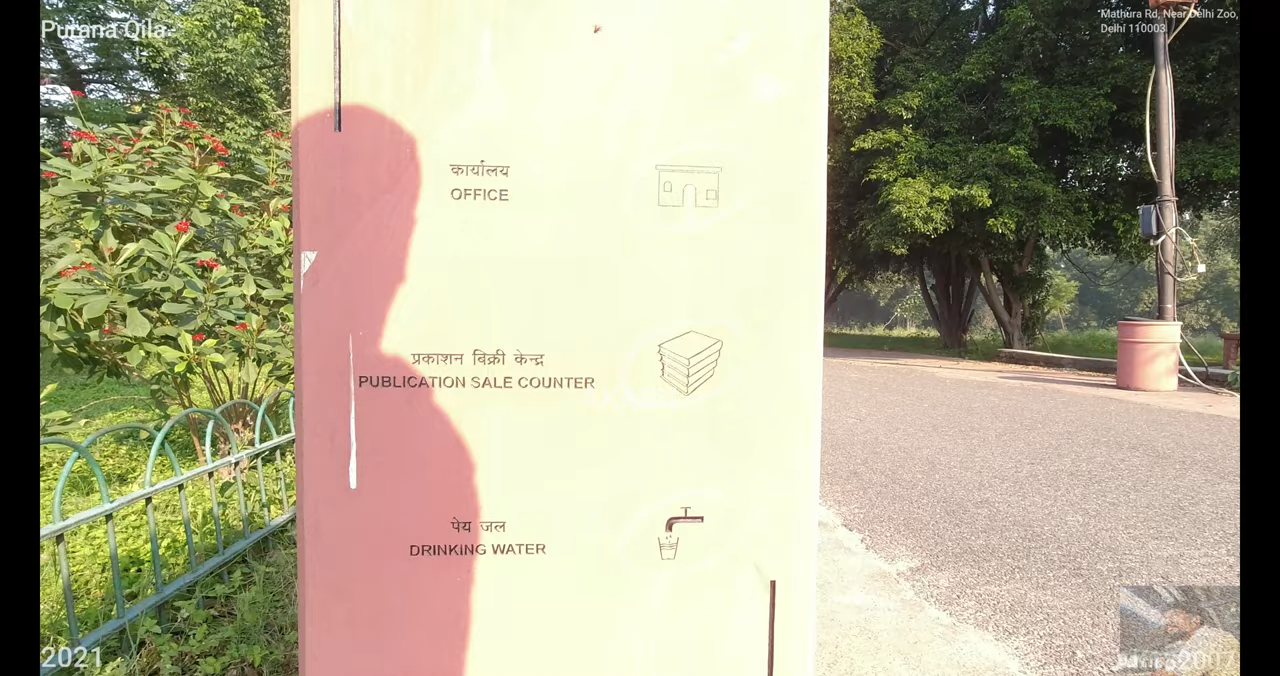 Purana Qila
Mathura Rd, Near Delhi Zoo,
Delhi 110003
कार्यालय
OFFICE
प्रकाशन बिक्री केन्द्र
PUBLICATION SALE COUNTER
पेय जल
DRINKING WATER
2021